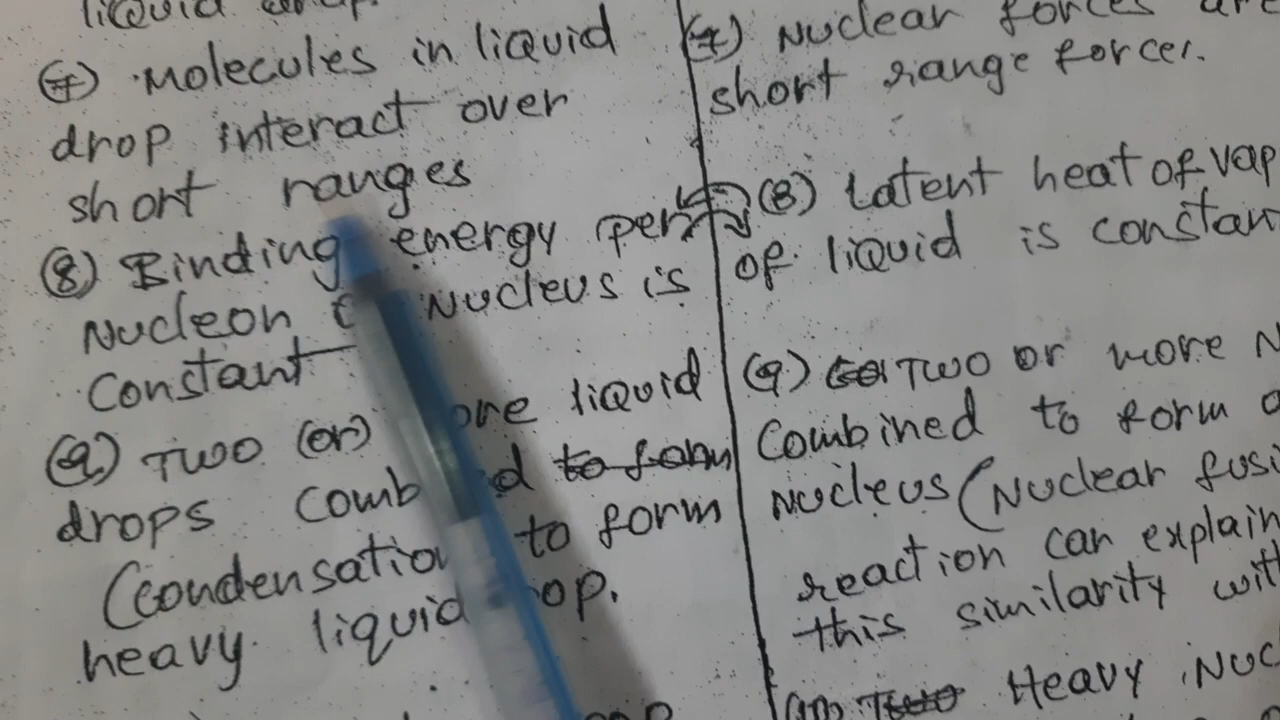 liquid drop.
(7) Molecules in liquid
drop interact over
short ranges
(8) Binding energy per
Nucleon Nucleus is
Constant
(9) Two (or) liquid
drops to form
(condensation to form
heavy liquid
(7) Nuclear forces are
short range forces.
(8) Latent heat of vap
of liquid is constan
(9) Two or more N
Combined to form a
Nucleus (Nuclear fusi
reaction can explain
this similarity wit
(10) Two Heavy Nuc